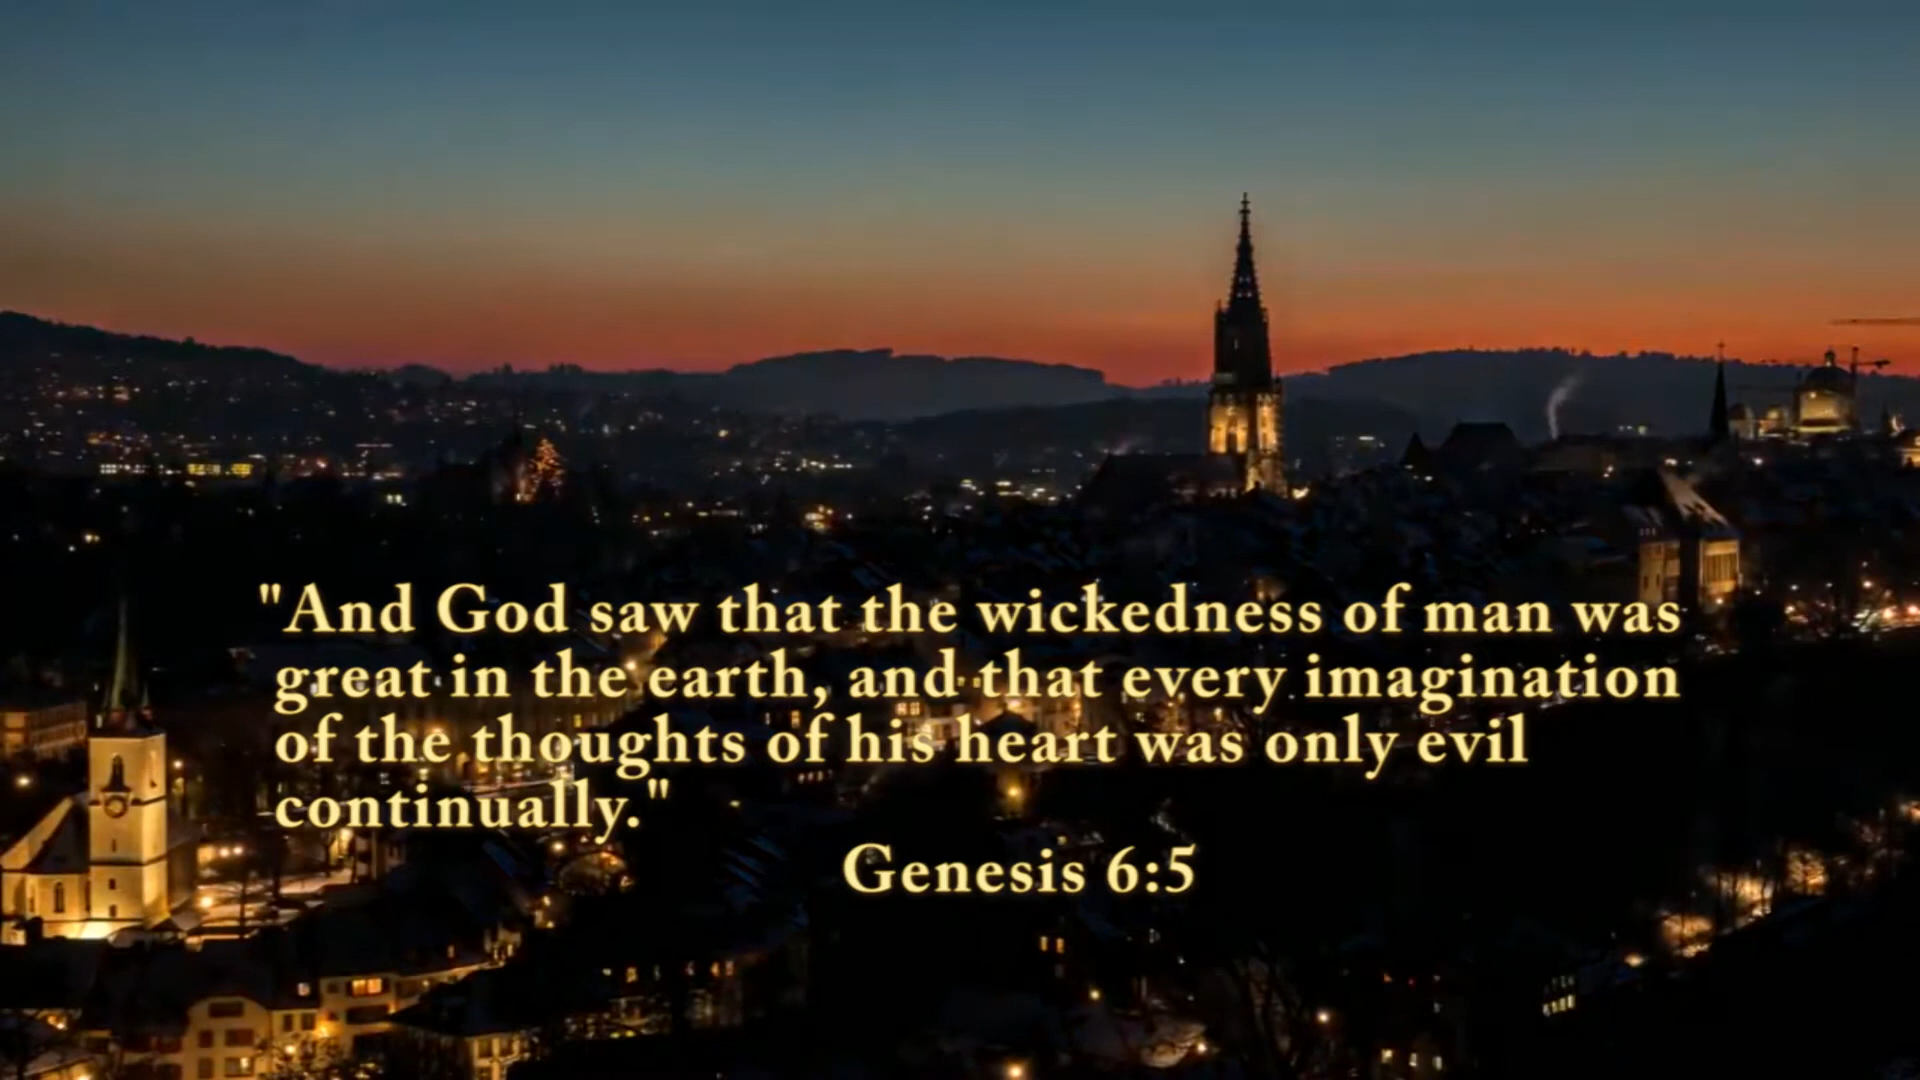 "And God saw that the wickedness of man was
great in the earth, and that every imagination
of the thoughts of his heart was only evil
continually."
Genesis 6:5